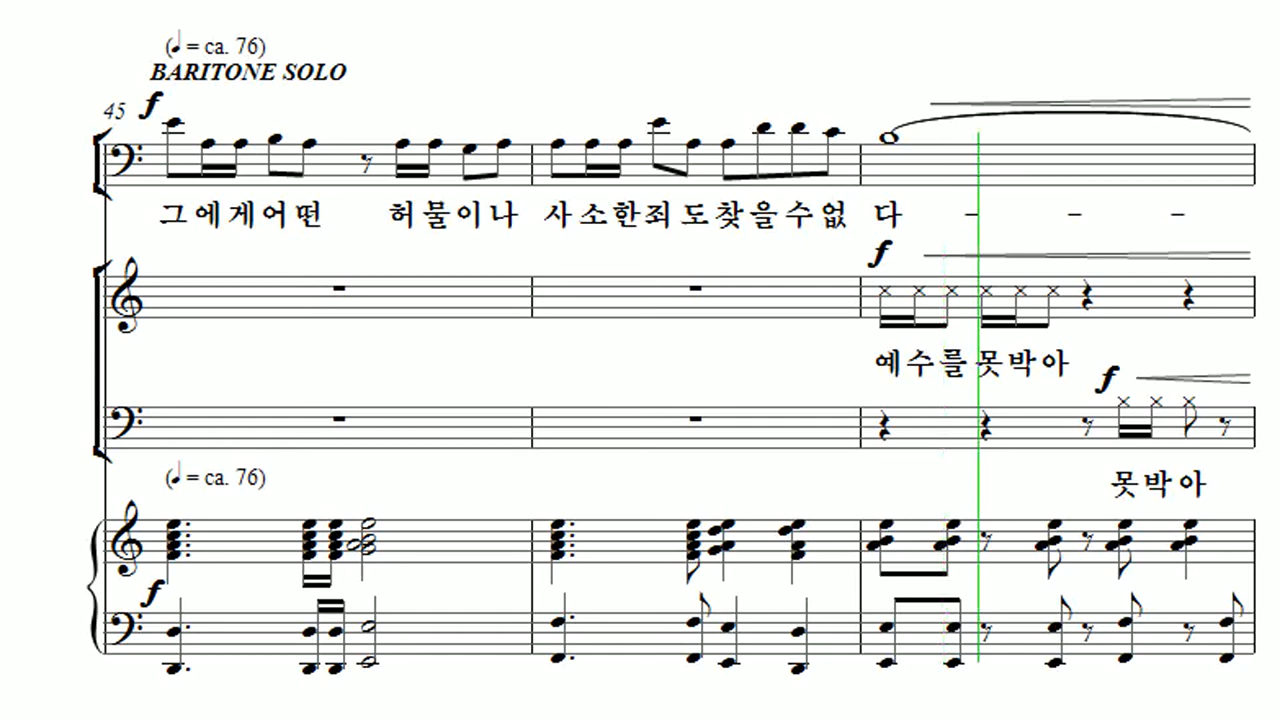 (♩ = ca. 76)
BARITONE SOLO
f
45
그에게어떤 허물이나 사소한죄도찾을수없 다 - - -
f
예수를못박아
f
(♩ = ca. 76)
못박아
f